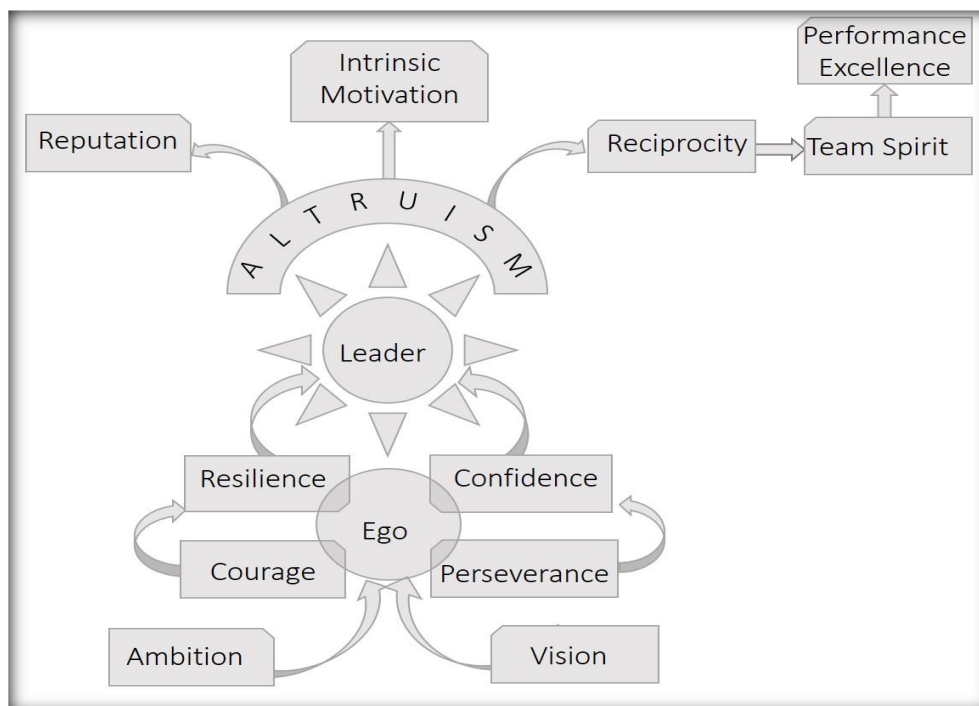 Performance
Excellence
Intrinsic
Motivation
Reputation
Reciprocity
Team Spirit
ALTRUISM
Leader
Resilience
Confidence
Ego
Courage
Perseverance
Ambition
Vision